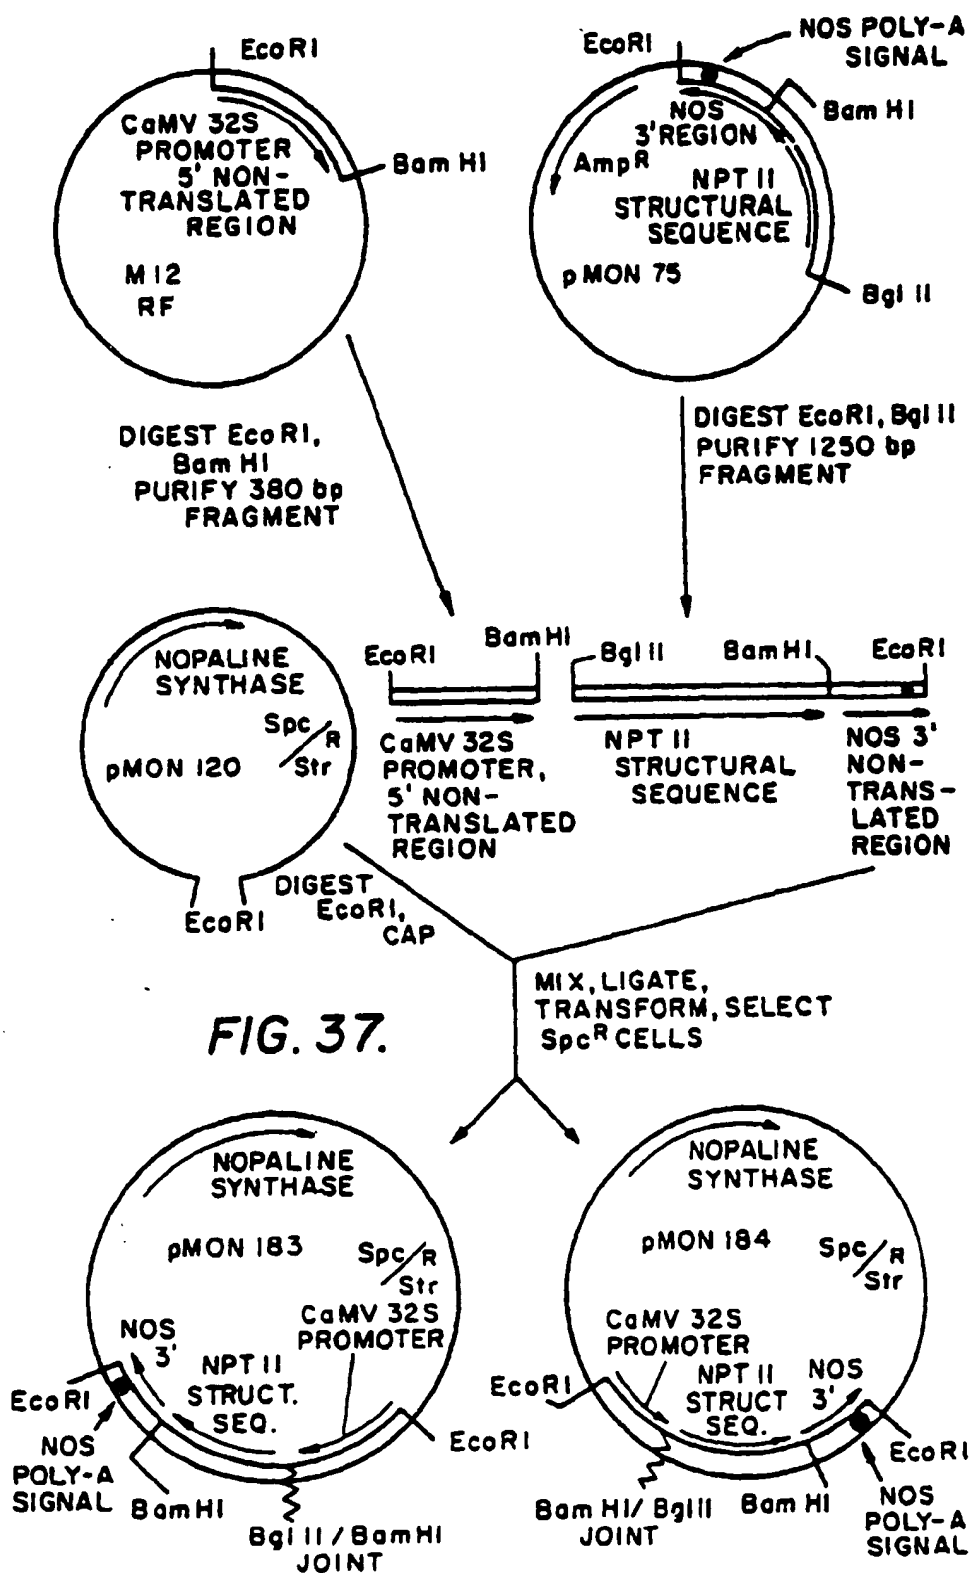 EcoRI
CaMV 32S
PROMOTER
5' NON-
TRANSLATED
REGION
Bam HI
M12
RF
EcoRI
NOS POLY-A
SIGNAL
NOS
3' REGION
Bam HI
AmpR
NPT II
STRUCTURAL
SEQUENCE
pMON 75
Bgl II
DIGEST EcoRI,
Bam HI
PURIFY 380 bp
FRAGMENT
DIGEST EcoRI, Bgl II
PURIFY 1250 bp
FRAGMENT
NOPALINE
SYNTHASE
Spc/R
Str
pMON 120
EcoRI
EcoRI
BamHI
CaMV 32S
PROMOTER,
5' NON-
TRANSLATED
REGION
Bgl II
BamHI
EcoRI
NPT II
STRUCTURAL
SEQUENCE
NOS 3'
NON-
TRANS-
LATED
REGION
DIGEST
EcoRI,
CAP
MIX, LIGATE,
TRANSFORM, SELECT
SpcR CELLS
FIG. 37.
NOPALINE
SYNTHASE
pMON 183
Spc/R
Str
CaMV 32S
PROMOTER
NOS
3'
NPT II
STRUCT.
SEQ.
EcoRI
NOS
POLY-A
SIGNAL
BamHI
EcoRI
Bgl II / BamHI
JOINT
NOPALINE
SYNTHASE
pMON 184
Spc/R
Str
CaMV 32S
PROMOTER
NPT II
STRUCT
SEQ.
NOS
3'
EcoRI
EcoRI
Bam HI/ Bgl II
JOINT
Bam HI
NOS
POLY-A
SIGNAL